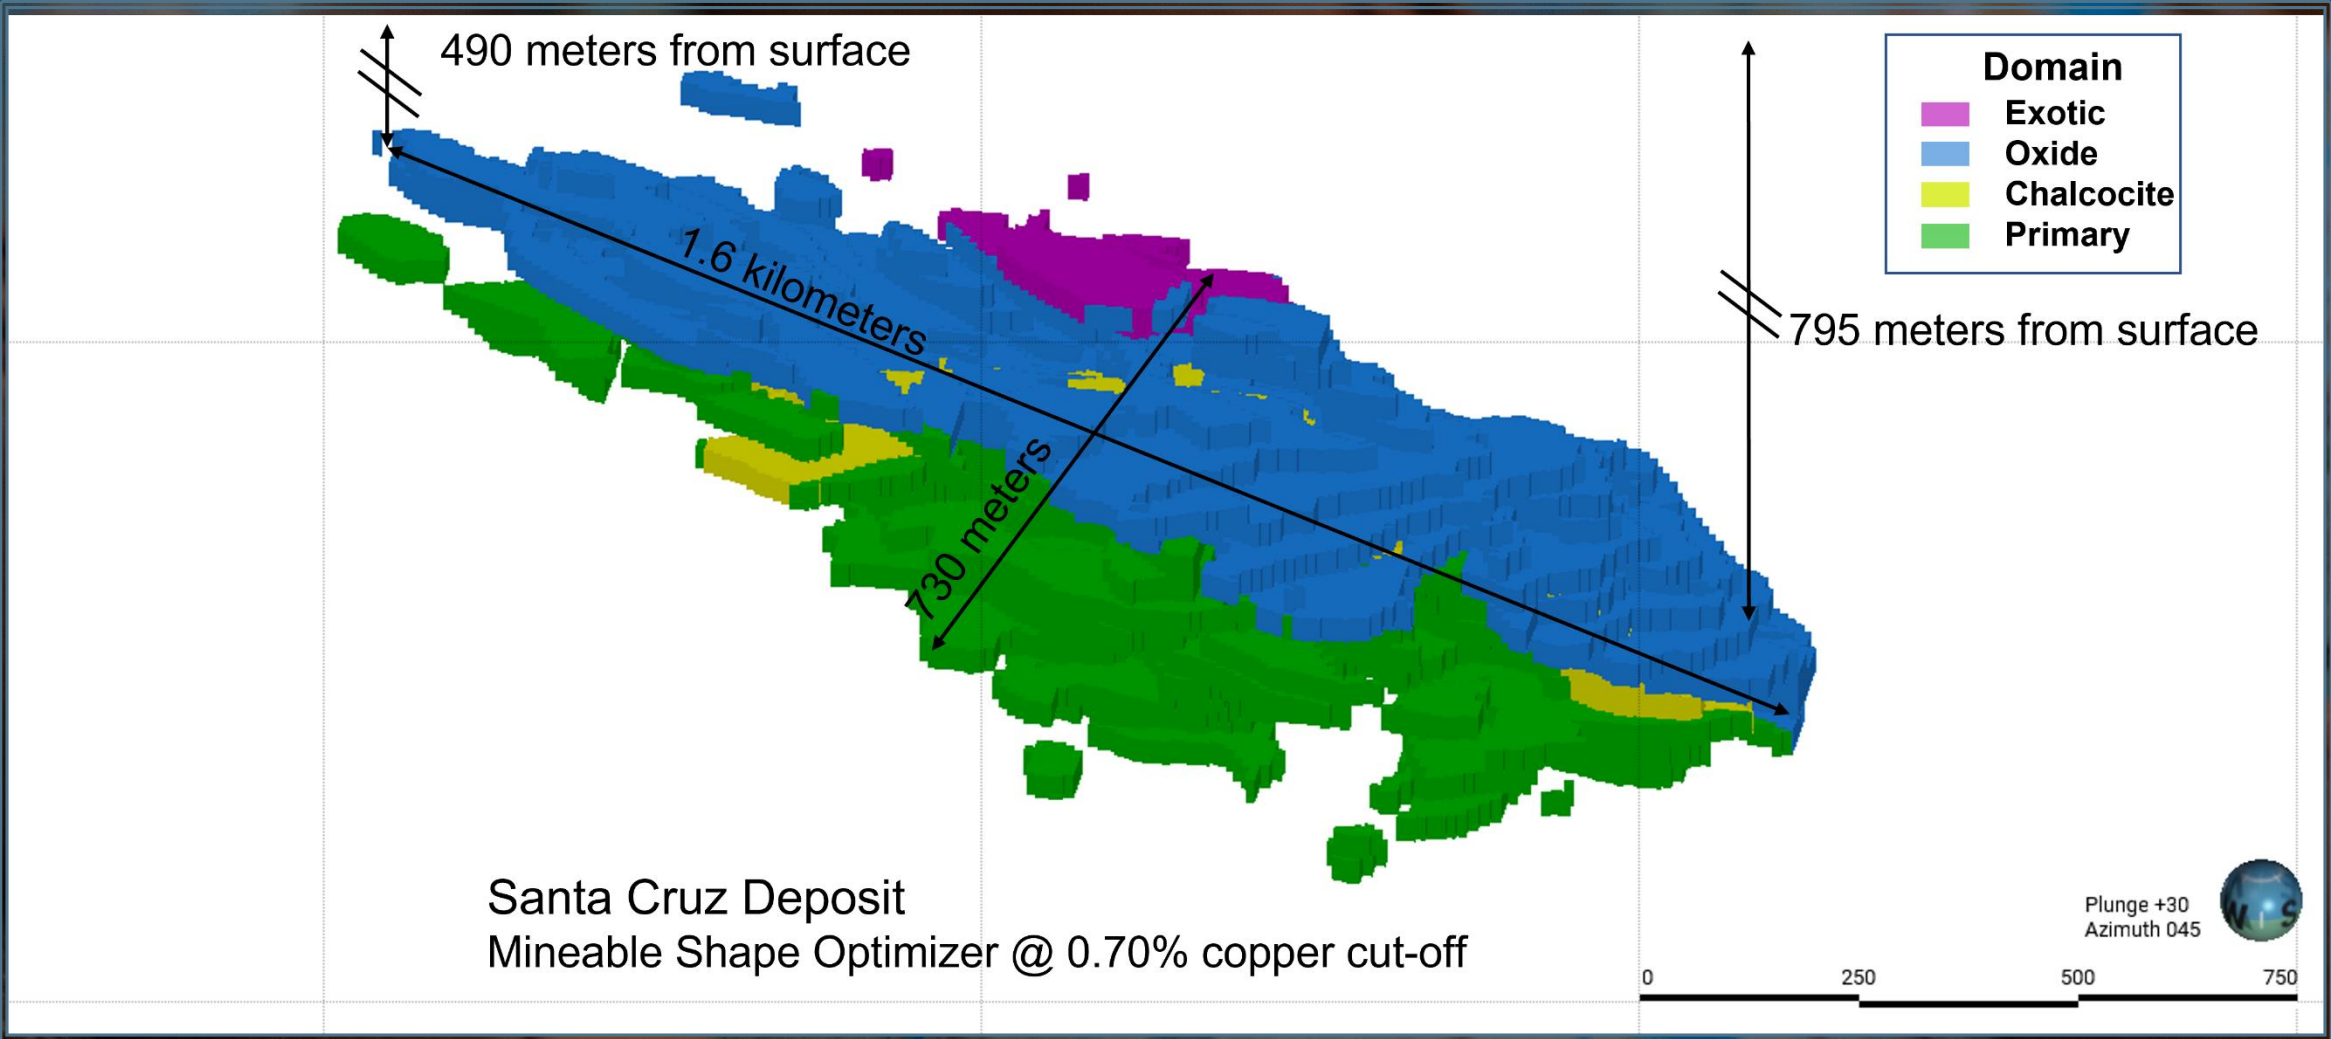 490 meters from surface
Domain
Exotic
Oxide
Chalcocite
Primary
1.6 kilometers
795 meters from surface
730 meters
Santa Cruz Deposit
Mineable Shape Optimizer @ 0.70% copper cut-off
Plunge +30
Azimuth 045
W S
0 250 500 750